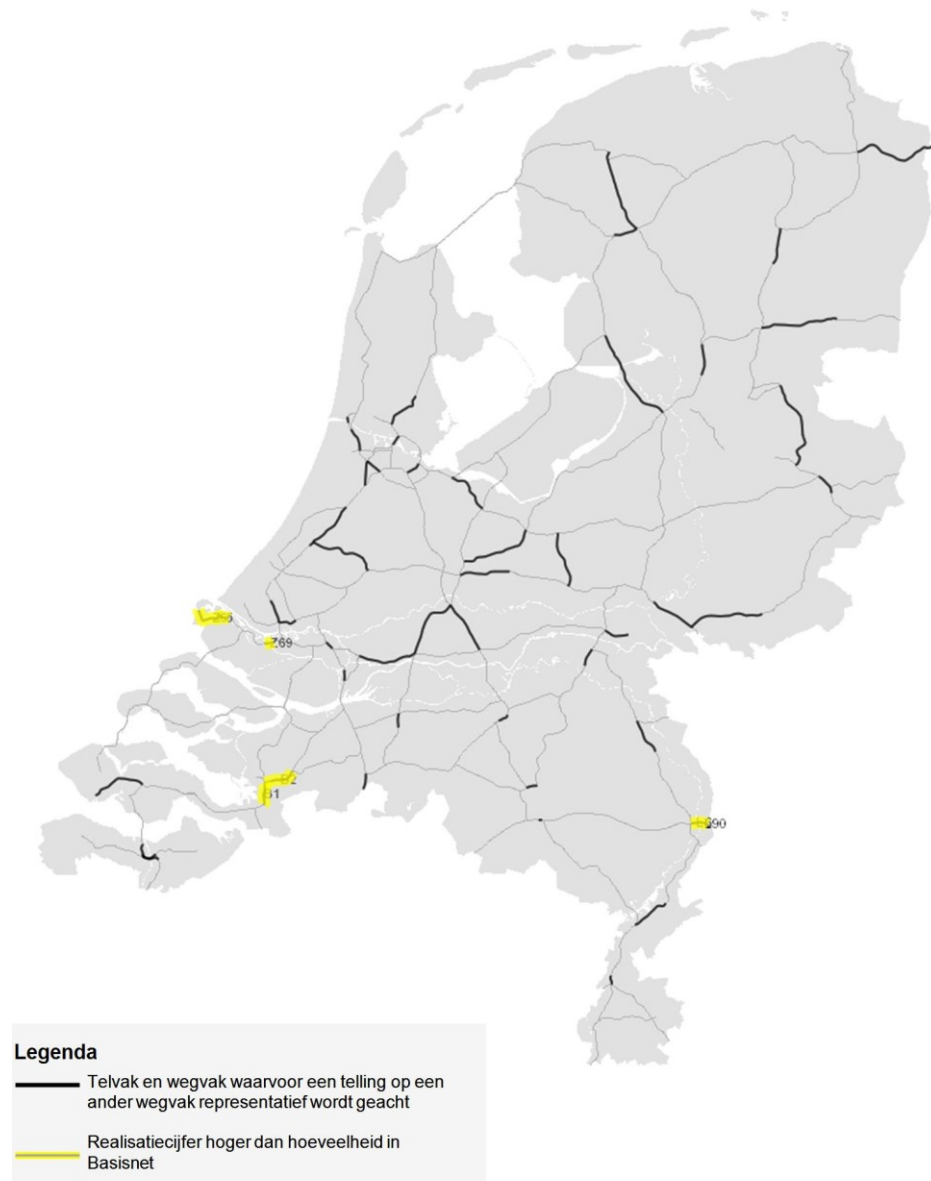 Z69
B2
B1
Legenda
Telvak en wegvak waarvoor een telling op een
ander wegvak representatief wordt geacht
Realisatiecijfer hoger dan hoeveelheid in
Basisnet